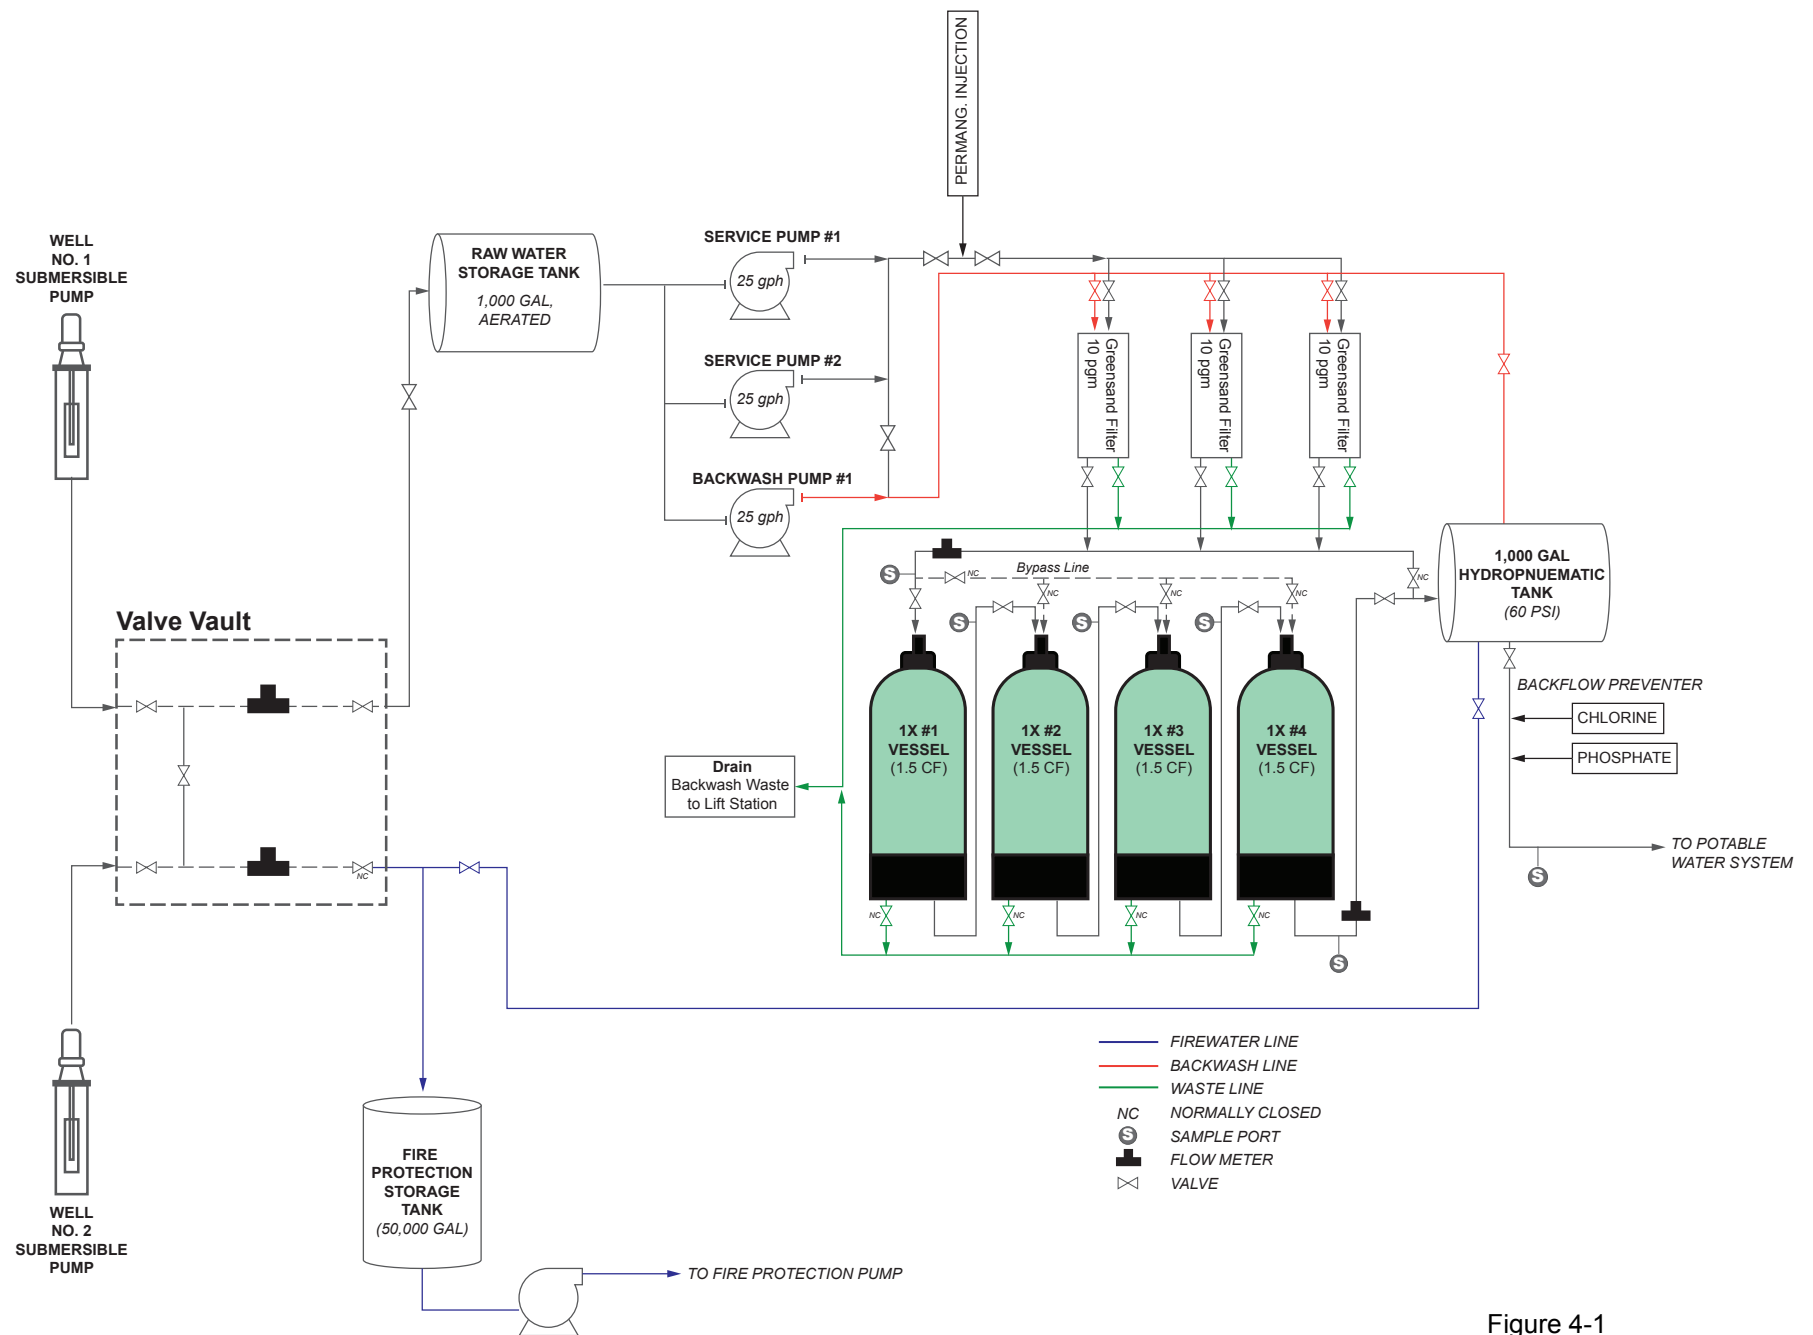 PERMANG. INJECTION
WELL
NO. 1
SUBMERSIBLE
PUMP
RAW WATER
STORAGE TANK
1,000 GAL,
AERATED
SERVICE PUMP #1
25 gph
SERVICE PUMP #2
25 gph
BACKWASH PUMP #1
25 gph
Greensand Filter
10 pgm
Greensand Filter
10 pgm
Greensand Filter
10 pgm
1,000 GAL
HYDROPNUEMATIC
TANK
(60 PSI)
S
NC
Bypass Line
NC
NC
NC
NC
S
S
S
Valve Vault
NC
1X #1
VESSEL
(1.5 CF)
1X #2
VESSEL
(1.5 CF)
1X #3
VESSEL
(1.5 CF)
1X #4
VESSEL
(1.5 CF)
BACKFLOW PREVENTER
CHLORINE
PHOSPHATE
Drain
Backwash Waste
to Lift Station
TO POTABLE
WATER SYSTEM
S
NC
NC
NC
NC
S
FIREWATER LINE
BACKWASH LINE
WASTE LINE
NC NORMALLY CLOSED
S SAMPLE PORT
FLOW METER
VALVE
FIRE
PROTECTION
STORAGE
TANK
(50,000 GAL)
WELL
NO. 2
SUBMERSIBLE
PUMP
TO FIRE PROTECTION PUMP
Figure 4-1